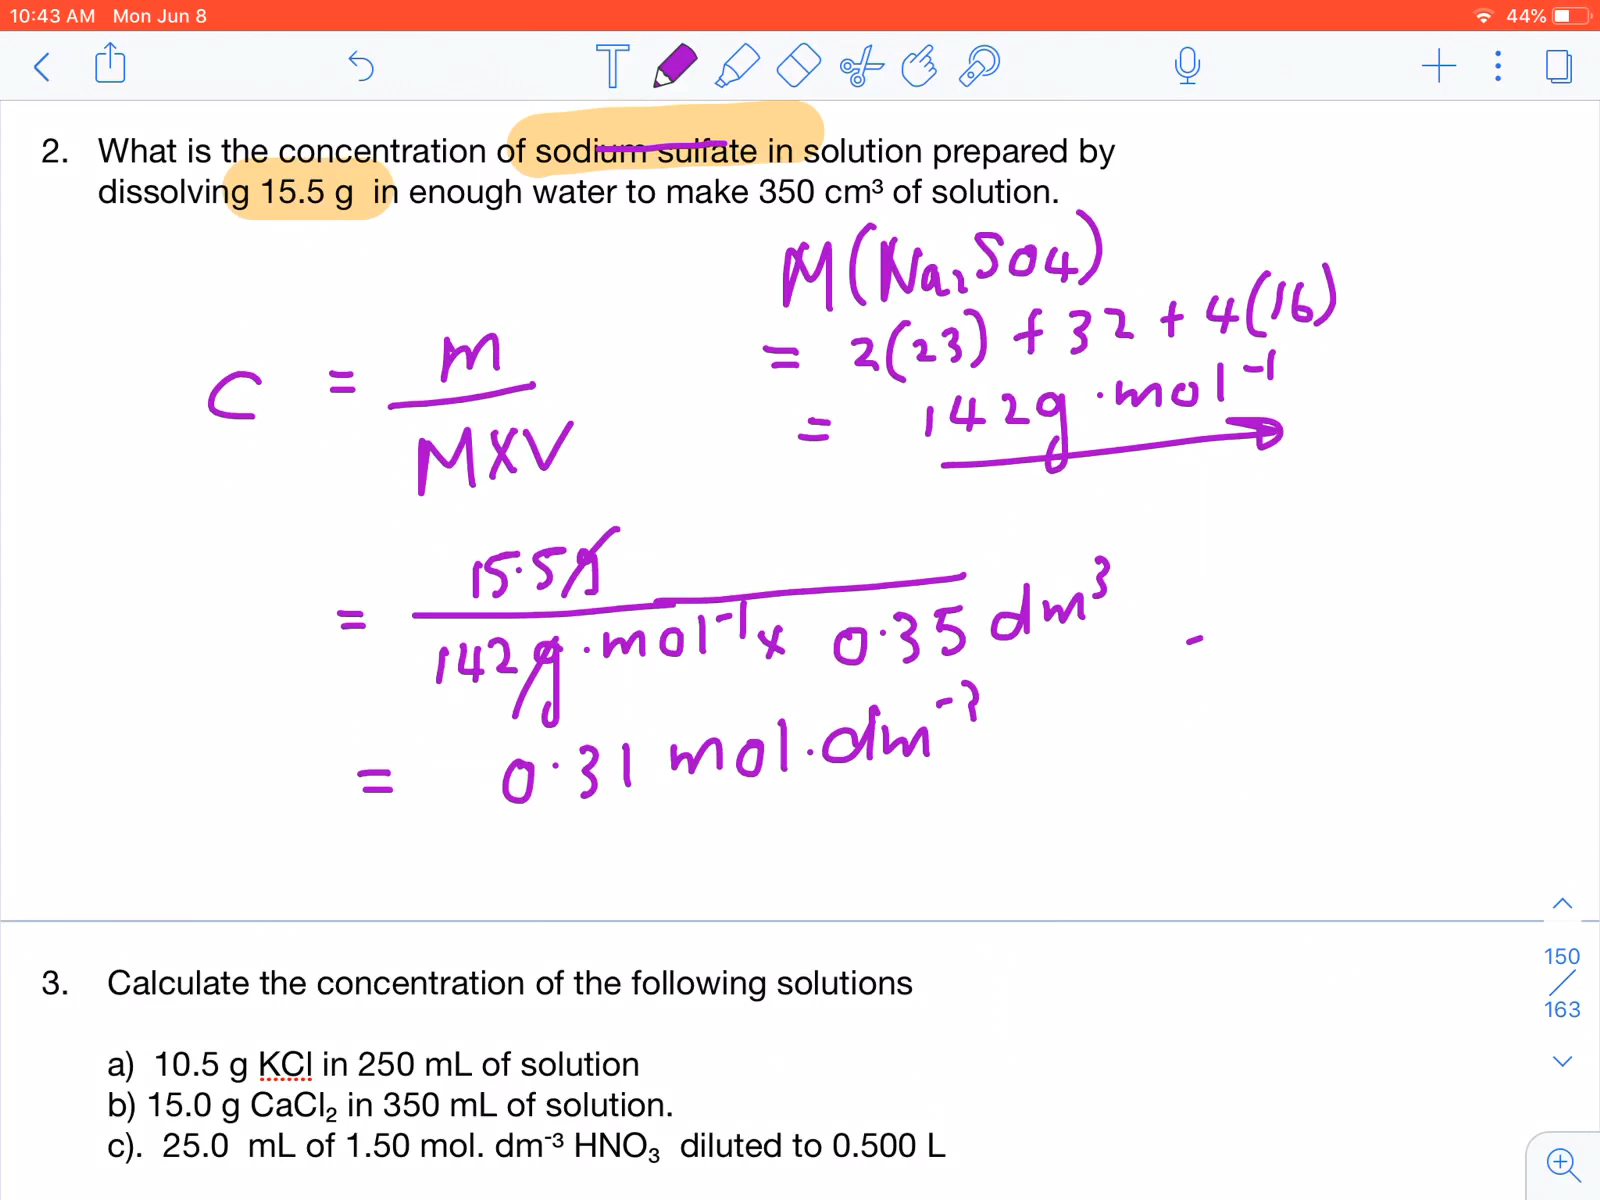 10:43 AM Mon Jun 8 44%
T
2. What is the concentration of sodium sulfate in solution prepared by
dissolving 15.5 g in enough water to make 350 cm³ of solution.
M(Na₂SO4)
= 2(23) + 32 + 4(16)
= 142g·mol⁻¹
C = m
MXV
= 15.5g
142g·mol⁻¹ x 0.35 dm³
= 0.31 mol·dm⁻³
150
163
3. Calculate the concentration of the following solutions
a) 10.5 g KCl in 250 mL of solution
b) 15.0 g CaCl₂ in 350 mL of solution.
c). 25.0 mL of 1.50 mol. dm⁻³ HNO₃ diluted to 0.500 L